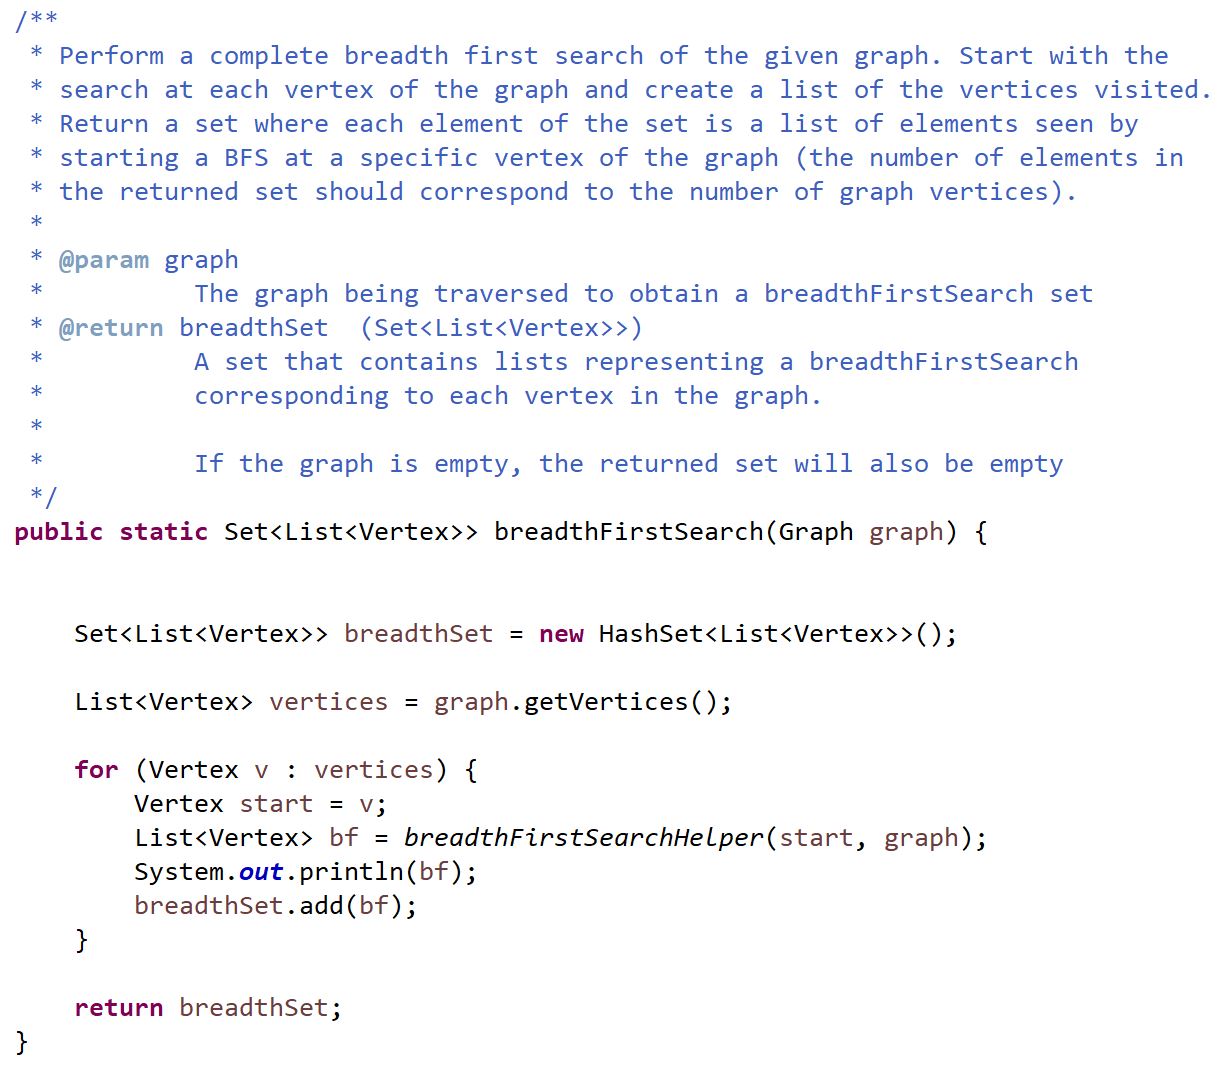 /**
 * Perform a complete breadth first search of the given graph. Start with the
 * search at each vertex of the graph and create a list of the vertices visited.
 * Return a set where each element of the set is a list of elements seen by
 * starting a BFS at a specific vertex of the graph (the number of elements in
 * the returned set should correspond to the number of graph vertices).
 *
 * @param graph
 *          The graph being traversed to obtain a breadthFirstSearch set
 * @return breadthSet  (Set<List<Vertex>>)
 *          A set that contains lists representing a breadthFirstSearch
 *          corresponding to each vertex in the graph.
 *
 *          If the graph is empty, the returned set will also be empty
 */
public static Set<List<Vertex>> breadthFirstSearch(Graph graph) {
    Set<List<Vertex>> breadthSet = new HashSet<List<Vertex>>();
    List<Vertex> vertices = graph.getVertices();
    for (Vertex v : vertices) {
        Vertex start = v;
        List<Vertex> bf = breadthFirstSearchHelper(start, graph);
        System.out.println(bf);
        breadthSet.add(bf);
    }
    return breadthSet;
}